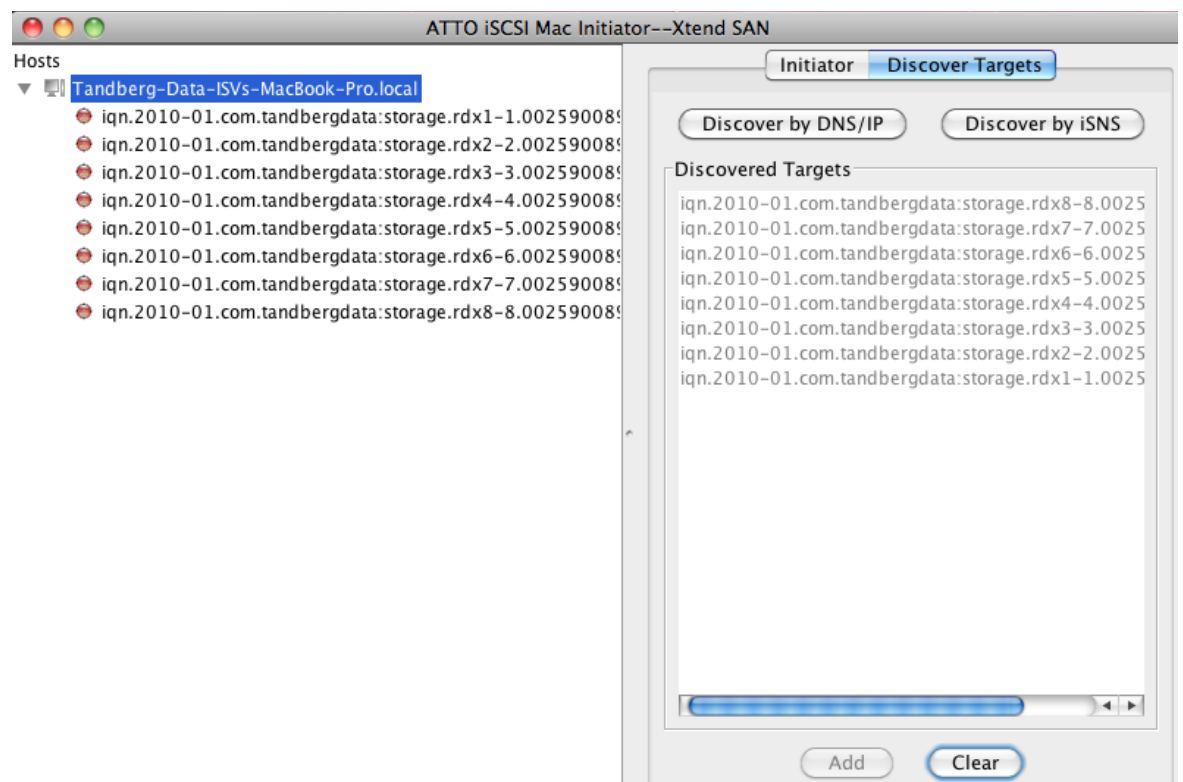 ATTO iSCSI Mac Initiator--Xtend SAN
Hosts
Tandberg-Data-ISVs-MacBook-Pro.local
iqn.2010-01.com.tandbergdata:storage.rdx1-1.002590089
iqn.2010-01.com.tandbergdata:storage.rdx2-2.002590089
iqn.2010-01.com.tandbergdata:storage.rdx3-3.002590089
iqn.2010-01.com.tandbergdata:storage.rdx4-4.002590089
iqn.2010-01.com.tandbergdata:storage.rdx5-5.002590089
iqn.2010-01.com.tandbergdata:storage.rdx6-6.002590089
iqn.2010-01.com.tandbergdata:storage.rdx7-7.002590089
iqn.2010-01.com.tandbergdata:storage.rdx8-8.002590089
Initiator Discover Targets
Discover by DNS/IP Discover by iSNS
Discovered Targets
iqn.2010-01.com.tandbergdata:storage.rdx8-8.0025
iqn.2010-01.com.tandbergdata:storage.rdx7-7.0025
iqn.2010-01.com.tandbergdata:storage.rdx6-6.0025
iqn.2010-01.com.tandbergdata:storage.rdx5-5.0025
iqn.2010-01.com.tandbergdata:storage.rdx4-4.0025
iqn.2010-01.com.tandbergdata:storage.rdx3-3.0025
iqn.2010-01.com.tandbergdata:storage.rdx2-2.0025
iqn.2010-01.com.tandbergdata:storage.rdx1-1.0025
Add Clear